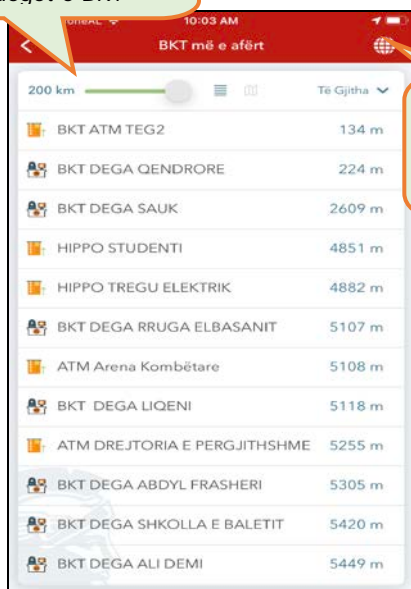 10:03 AM
BKT më e afërt
200 km
Të Gjitha
BKT ATM TEG2 134 m
BKT DEGA QENDRORE 224 m
BKT DEGA SAUK 2609 m
HIPPO STUDENTI 4851 m
HIPPO TREGU ELEKTRIK 4882 m
BKT DEGA RRUGA ELBASANIT 5107 m
ATM Arena Kombëtare 5108 m
BKT DEGA LIQENI 5118 m
ATM DREJTORIA E PERGJITHSHME 5255 m
BKT DEGA ABDYL FRASHERI 5305 m
BKT DEGA SHKOLLA E BALETIT 5420 m
BKT DEGA ALI DEMI 5449 m